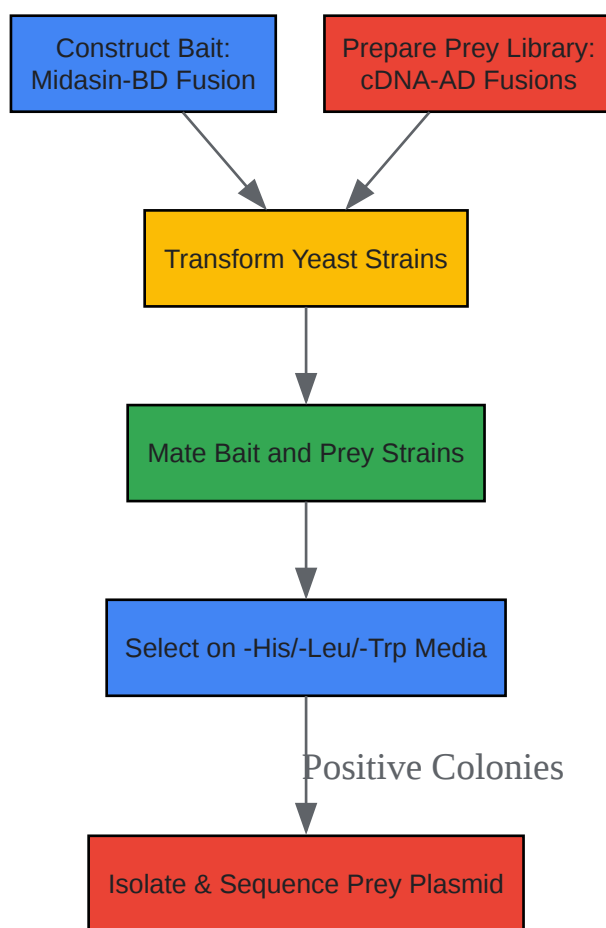 Construct Bait:
Midasin-BD Fusion
Prepare Prey Library:
cDNA-AD Fusions
Transform Yeast Strains
Mate Bait and Prey Strains
Select on -His/-Leu/-Trp Media
Positive Colonies
Isolate & Sequence Prey Plasmid